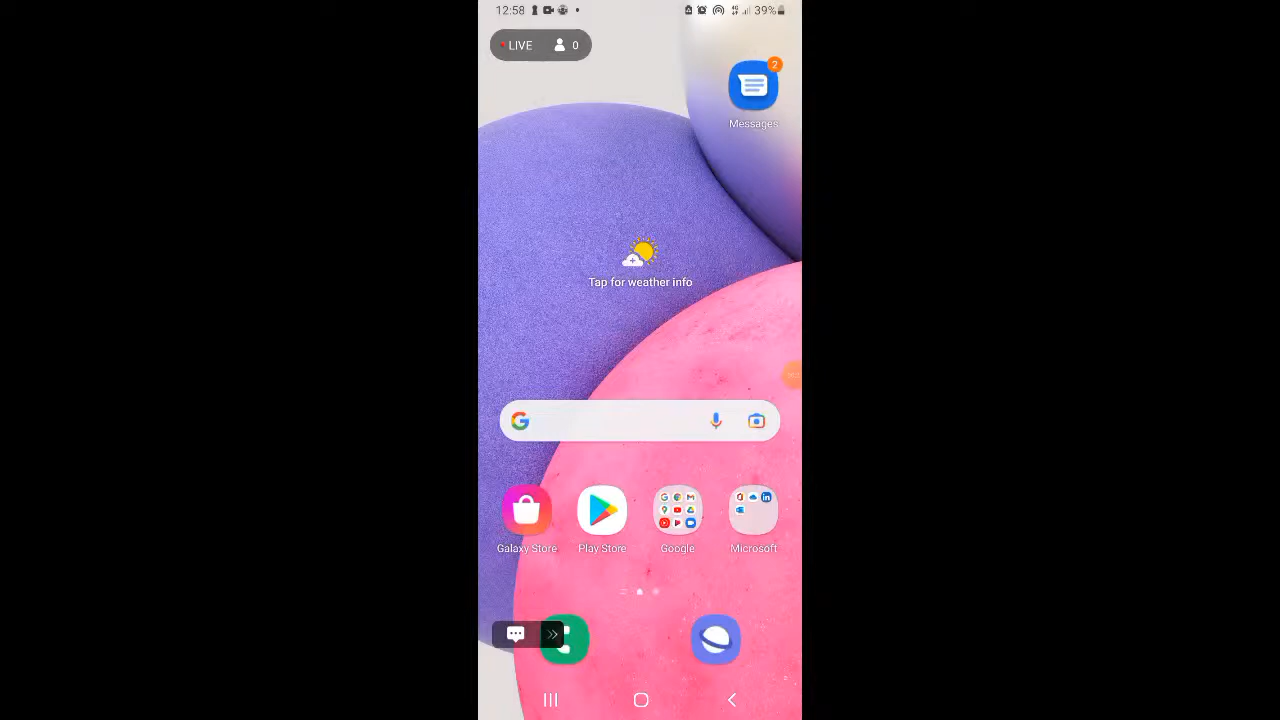 12:58
39%
LIVE 0
2
Messages
Tap for weather info
Galaxy Store
Play Store
Google
Microsoft